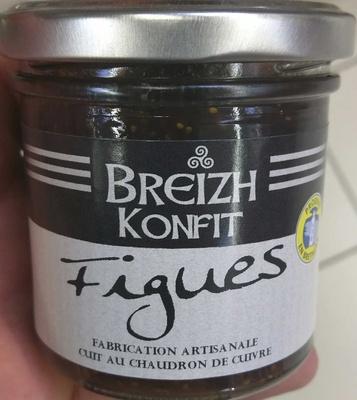 BREIZH
KONFIT
Figues
FABRICATION ARTISANALE
CUIT AU CHAUDRON DE CUIVRE